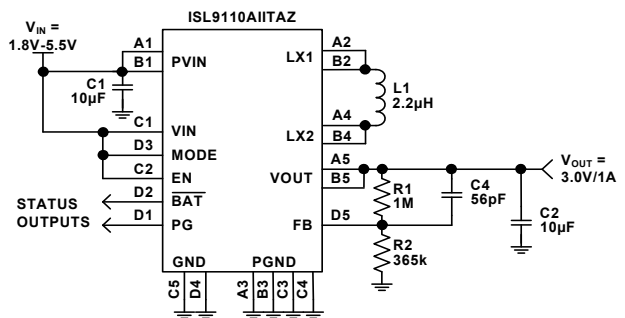 ISL9110AIITAZ
V_IN =
1.8V-5.5V
A1
B1
PVIN
C1
10µF
C1
VIN
D3
MODE
C2
EN
D2
BAT
D1
PG
STATUS
OUTPUTS
LX1
A2
B2
L1
2.2µH
A4
LX2
B4
A5
VOUT
B5
V_OUT =
3.0V/1A
R1
1M
C4
56pF
C2
10µF
FB
D5
R2
365k
GND
PGND
C5
D4
A3
B3
C3
C4